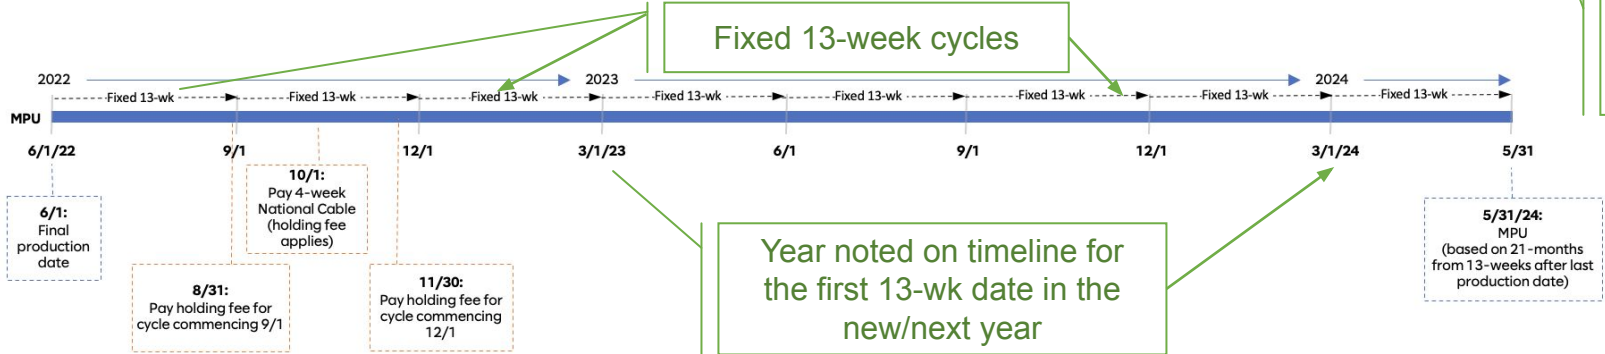 Fixed 13-week cycles
2022
2023
2024
Fixed 13-wk
Fixed 13-wk
Fixed 13-wk
Fixed 13-wk
Fixed 13-wk
Fixed 13-wk
Fixed 13-wk
Fixed 13-wk
MPU
6/1/22
9/1
12/1
3/1/23
6/1
9/1
12/1
3/1/24
5/31
6/1:
Final
production
date
8/31:
Pay holding fee for
cycle commencing 9/1
10/1:
Pay 4-week
National Cable
(holding fee
applies)
11/30:
Pay holding fee for
cycle commencing
12/1
Year noted on timeline for
the first 13-wk date in the
new/next year
5/31/24:
MPU
(based on 21-months
from 13-weeks after last
production date)